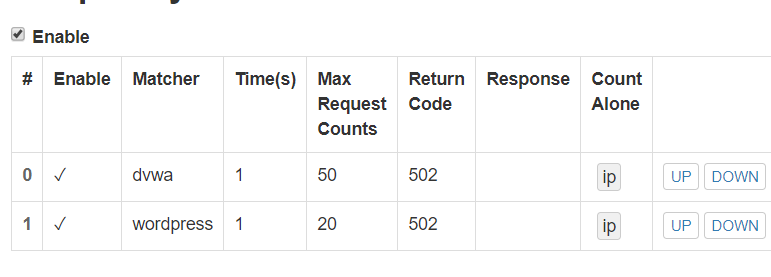 Enable
# Enable Matcher Time(s) Max Request Counts Return Code Response Count Alone
0 ✓ dvwa 1 50 502 ip UP DOWN
1 ✓ wordpress 1 20 502 ip UP DOWN